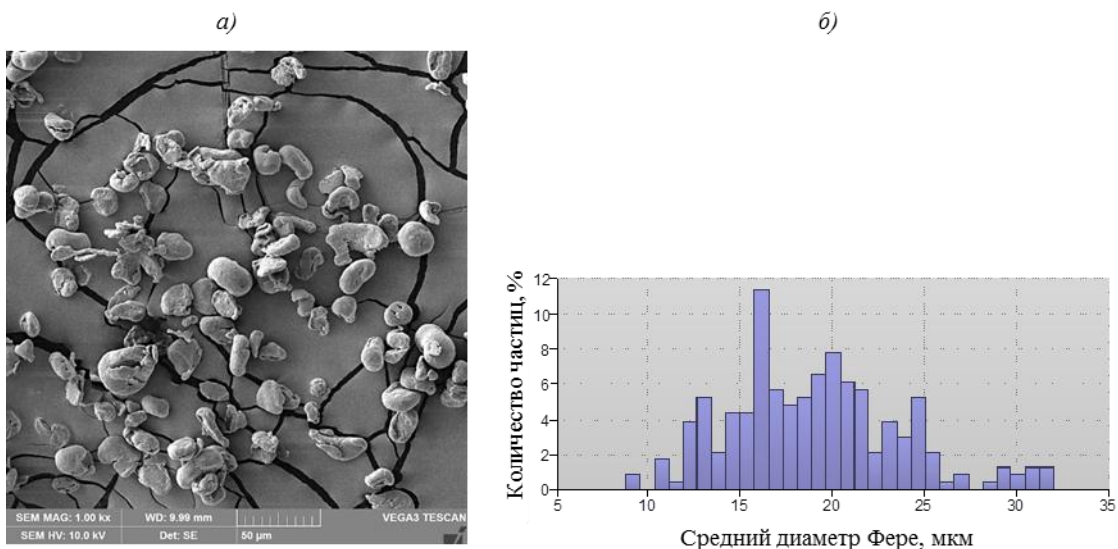 а)
б)
SEM MAG: 1.00 kx WD: 9.99 mm VEGA3 TESCAN
SEM HV: 10.0 kV Det: SE 50 µm
Количество частиц, %
12
10
8
6
4
2
0
5 10 15 20 25 30 35
Средний диаметр Фере, мкм